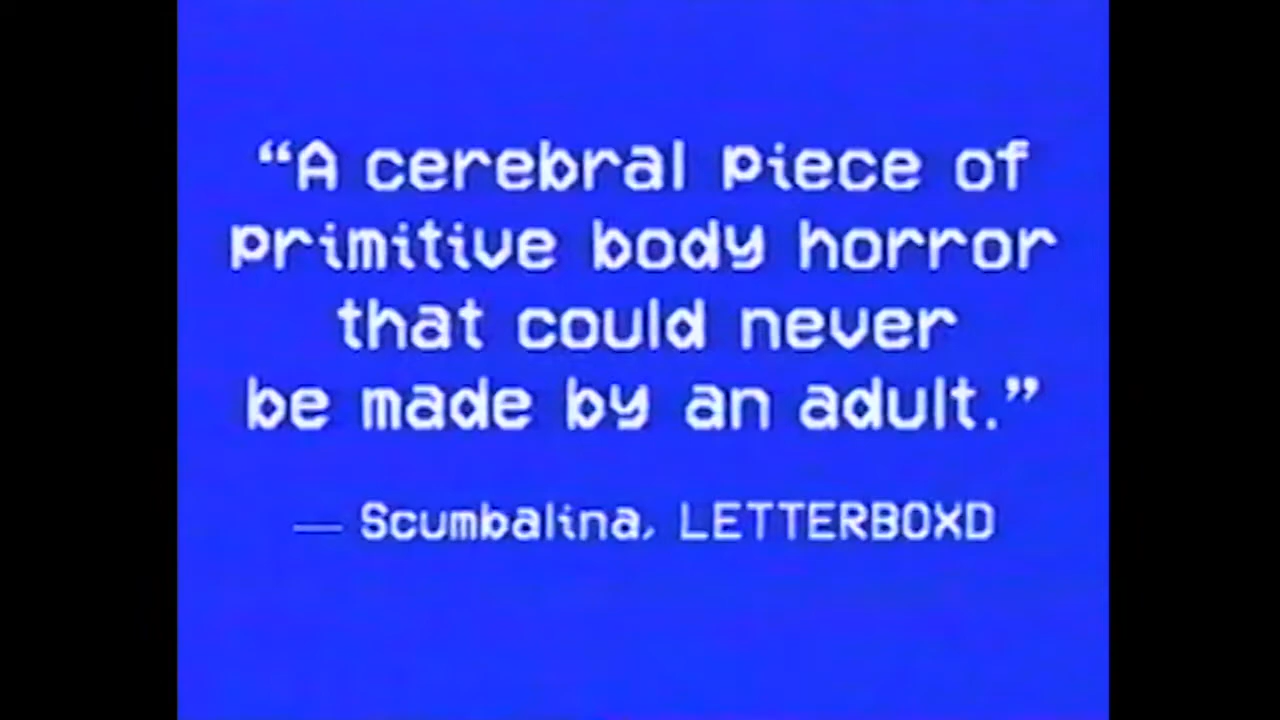 “A cerebral piece of
primitive body horror
that could never
be made by an adult.”
— Scumbalina, LETTERBOXD